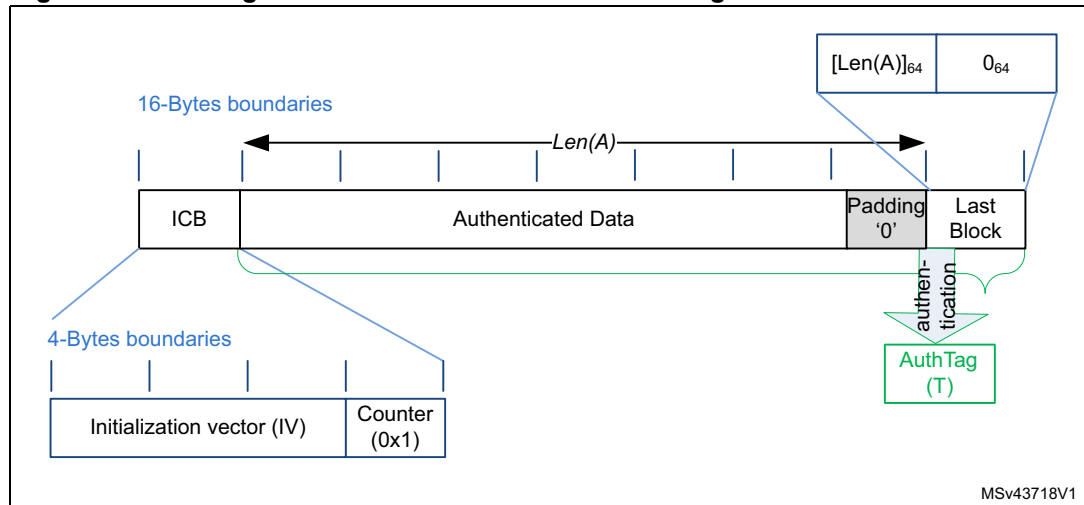 [Len(A)]64 064
16-Bytes boundaries
Len(A)
ICB Authenticated Data Padding ‘0’ Last Block
authen-
tication
4-Bytes boundaries
AuthTag
(T)
Initialization vector (IV) Counter (0x1)
MSv43718V1